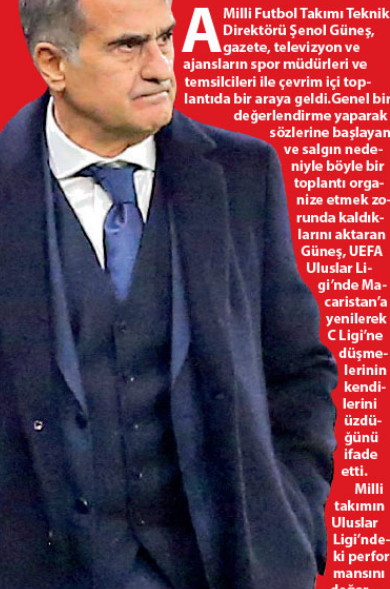 A Milli Futbol Takımı Teknik
Direktörü Şenol Güneş,
gazete, televizyon ve
ajansların spor müdürleri ve
temsilcileri ile çevrim içi top-
lantıda bir araya geldi.Genel bir
değerlendirme yaparak
sözlerine başlayan
ve salgın nede-
niyle böyle bir
toplantı orga-
nize etmek zo-
runda kaldık-
larını aktaran
Güneş, UEFA
Uluslar Li-
gi’nde Ma-
caristan’a
yenilerek
C Ligi’ne
düşme-
lerinin
kendi-
lerini
üzdü-
ğünü
ifade
etti.
Milli
takımın
Uluslar
Ligi’nde-
ki perfor
mansını